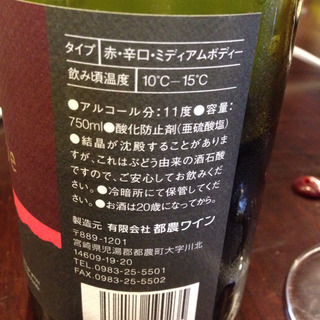 タイプ 赤・辛口・ミディアムボディー
飲み頃温度 10℃−15℃
●アルコール分：11度●容量：
750ml●酸化防止剤(亜硫酸塩)
●結晶が沈殿することがありま
すが、これはぶどう由来の酒石酸
ですので、ご安心してお飲みくだ
さい。●冷暗所にて保管してくださ
い。●お酒は20歳になってから。
製造元 有限会社 都農ワイン
〒889-1201
宮崎県児湯郡都農町大字川北
14609-19・20
TEL.0983-25-5501
FAX.0983-25-5502